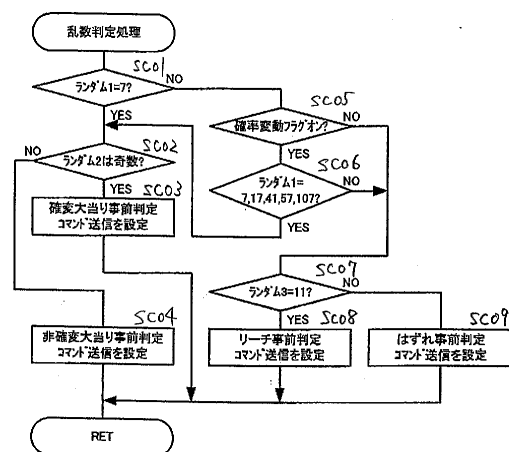 乱数判定処理
SC01
ランダム1=7?
NO
YES
SC05
確率変動フラグオン?
NO
YES
SC02
NO
ランダム2は奇数?
YES
SC03
確変大当り事前判定
コマンド送信を設定
SC06
ランダム1=
7,17,41,57,107?
NO
YES
SC07
ランダム3=11?
NO
YES
SC04
非確変大当り事前判定
コマンド送信を設定
SC08
リーチ事前判定
コマンド送信を設定
SC09
はずれ事前判定
コマンド送信を設定
RET